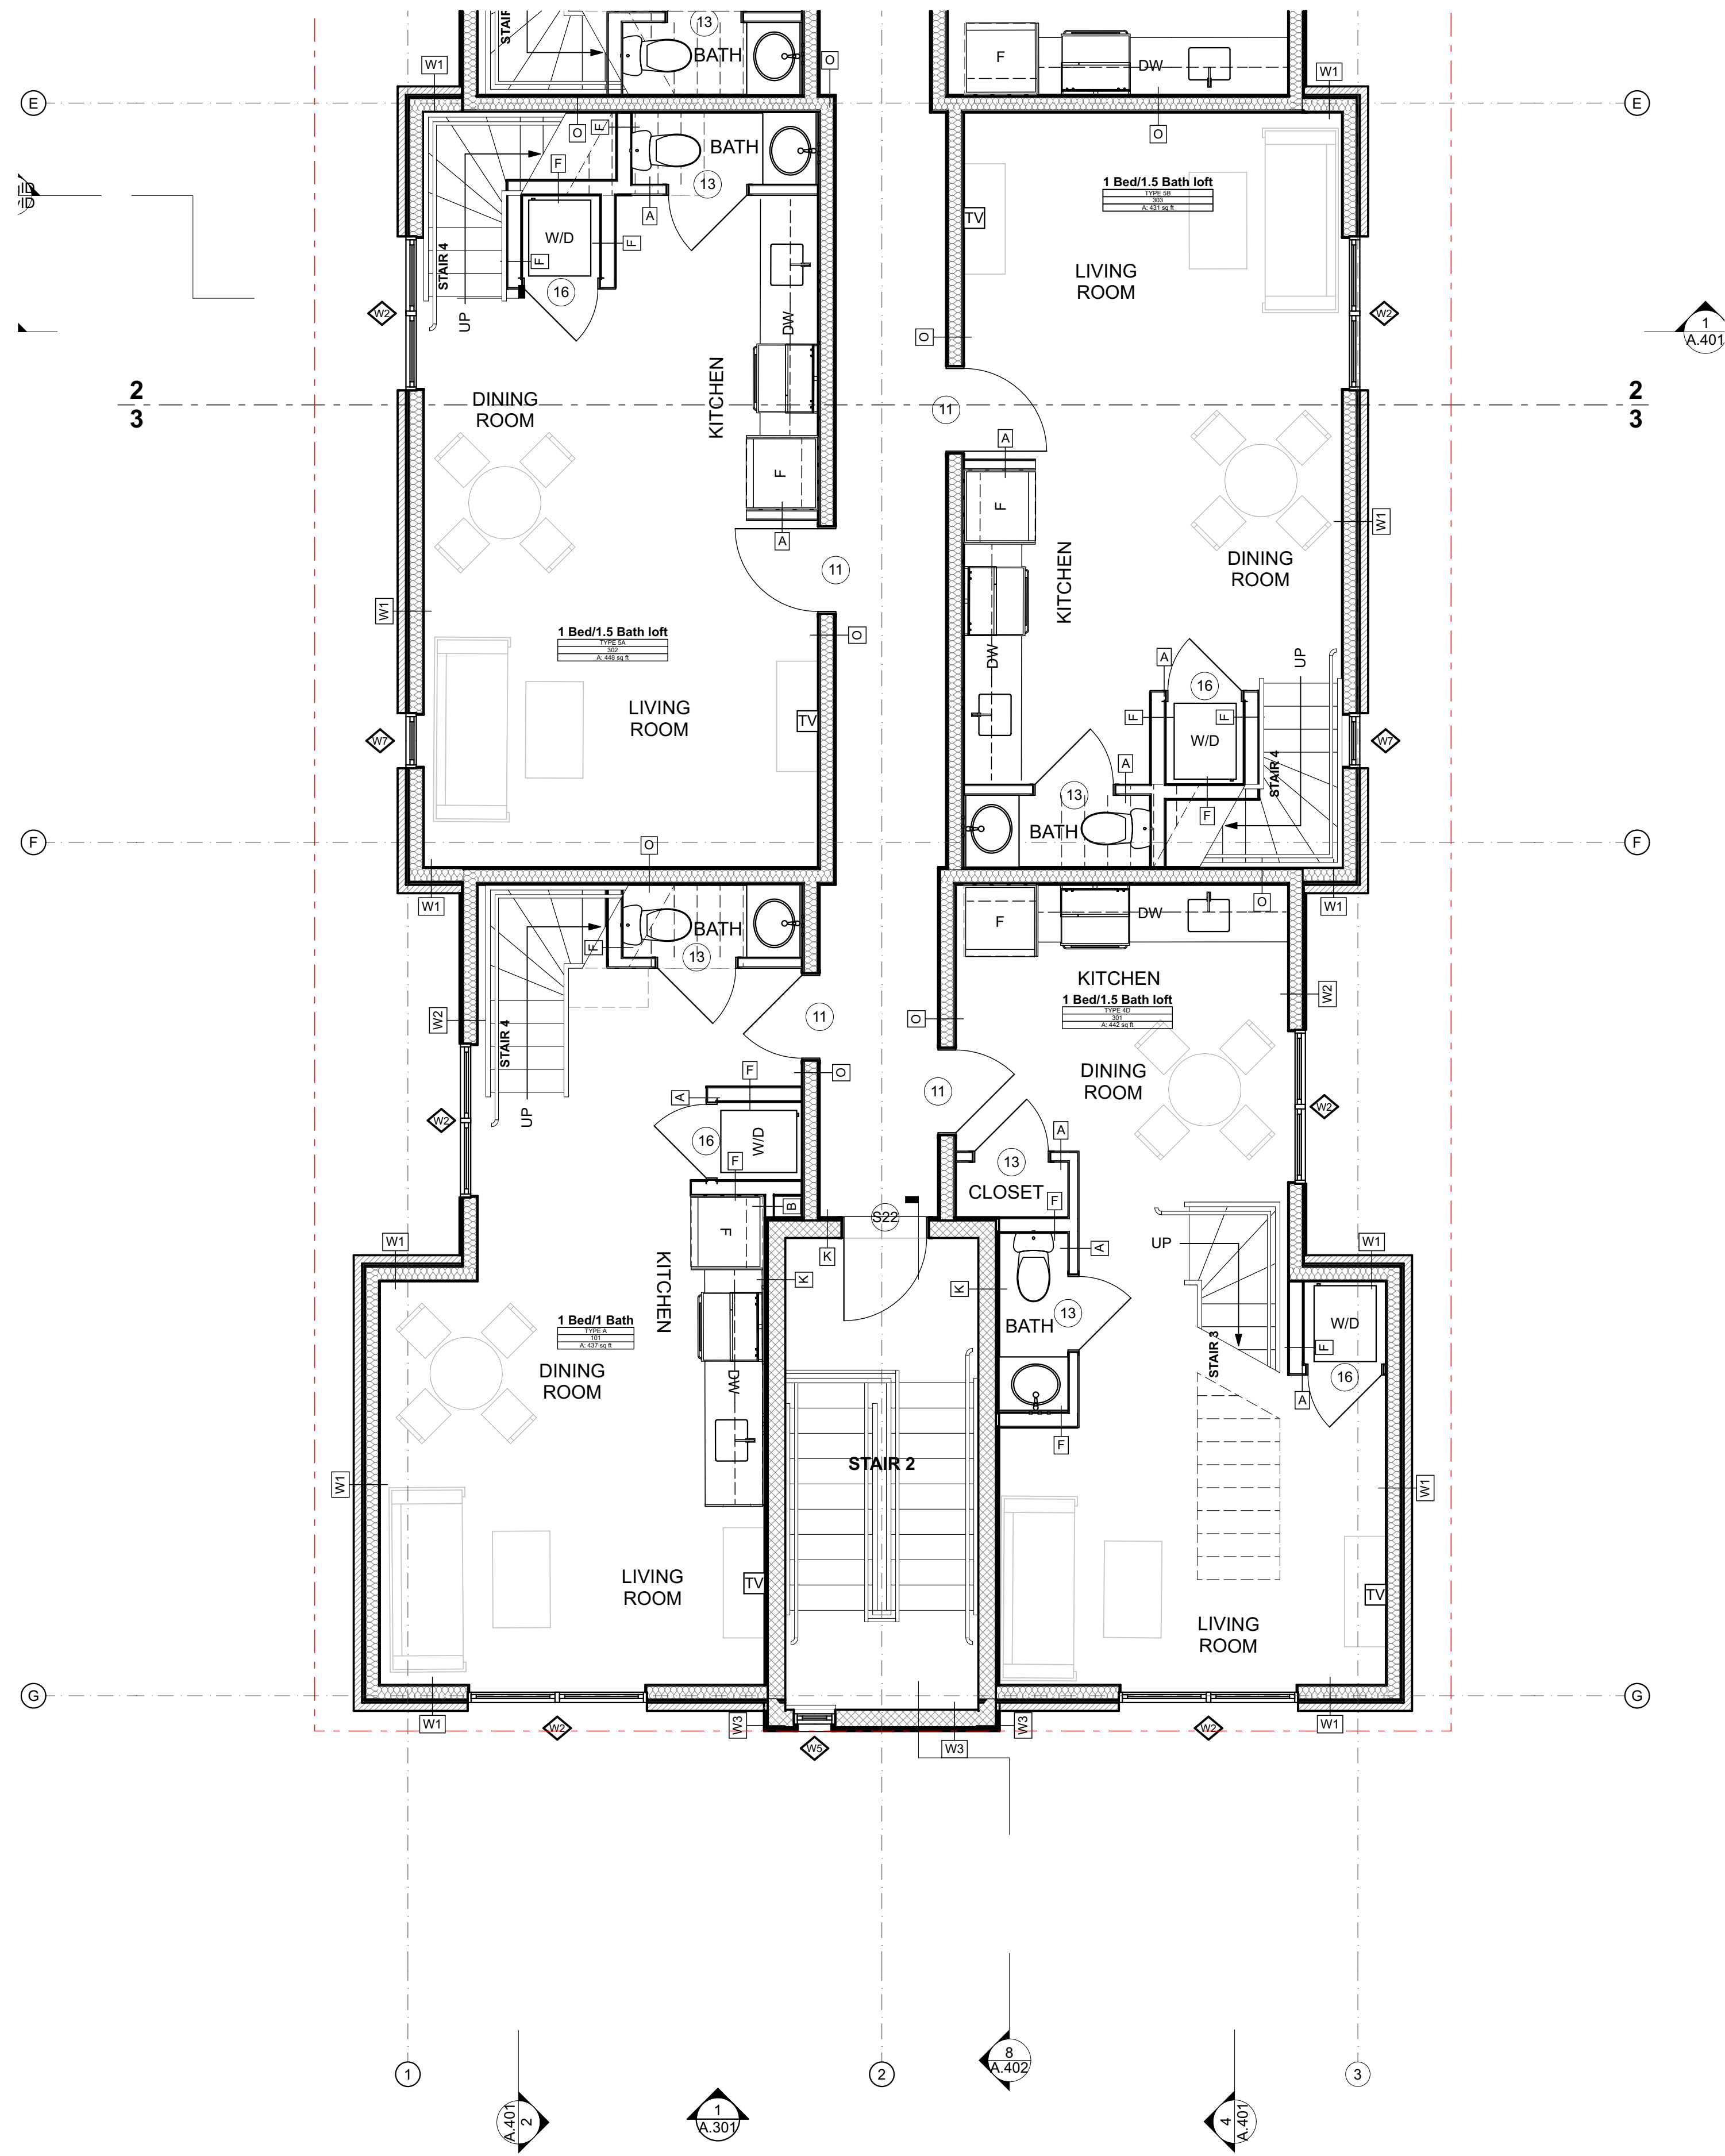 13
STAIR
BATH
F
DW
W1
O
W1
E
E
O
E
BATH
O
F
13
1 Bed/1.5 Bath loft
TYPE 5B
303
A: 431 sq ft
A
TV
W/D
F
F
STAIR 4
16
LIVING
ROOM
W2
UP
DW
W2
1
A.401
O
2
3
DINING
ROOM
KITCHEN
11
2
3
A
F
A
F
W1
11
KITCHEN
DINING
ROOM
W1
1 Bed/1.5 Bath loft
TYPE 5A
302
A: 448 sq ft
O
DW
A
UP
16
LIVING
ROOM
TV
F
F
W7
W/D
W7
A
STAIR 4
13
F
BATH
F
F
O
W1
O
W1
BATH
F
DW
F
13
KITCHEN
1 Bed/1.5 Bath loft
TYPE 4D
301
A: 442 sq ft
W2
W2
STAIR 4
11
O
F
O
DINING
ROOM
11
A
W2
UP
16
W/D
W2
A
F
13
CLOSET
F
B
S22
F
W1
K
A
UP
W1
KITCHEN
K
K
1 Bed/1 Bath
TYPE A
101
A: 437 sq ft
13
BATH
W/D
STAIR 3
F
DINING
ROOM
DW
16
A
F
STAIR 2
W1
W1
LIVING
ROOM
TV
TV
LIVING
ROOM
G
G
W1
W2
W3
W5
W3
W3
W2
W1
1
2
8
A.402
3
A.401
2
1
A.301
4
A.401